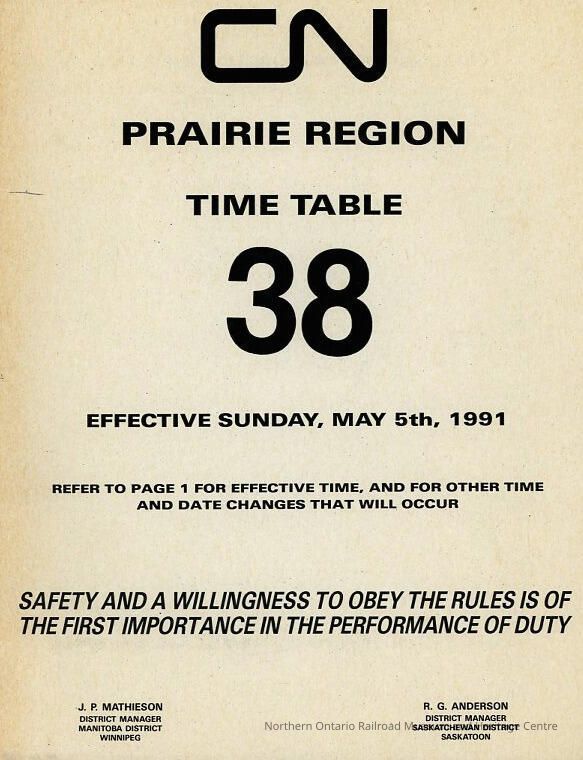 CN
PRAIRIE REGION
TIME TABLE
38
EFFECTIVE SUNDAY, MAY 5th, 1991
REFER TO PAGE 1 FOR EFFECTIVE TIME, AND FOR OTHER TIME
AND DATE CHANGES THAT WILL OCCUR
SAFETY AND A WILLINGNESS TO OBEY THE RULES IS OF
THE FIRST IMPORTANCE IN THE PERFORMANCE OF DUTY
J. P. MATHIESON
DISTRICT MANAGER
MANITOBA DISTRICT
WINNIPEG
R. G. ANDERSON
DISTRICT MANAGER
SASKATCHEWAN DISTRICT
SASKATOON
Northern Ontario Railroad Museum and Heritage Centre